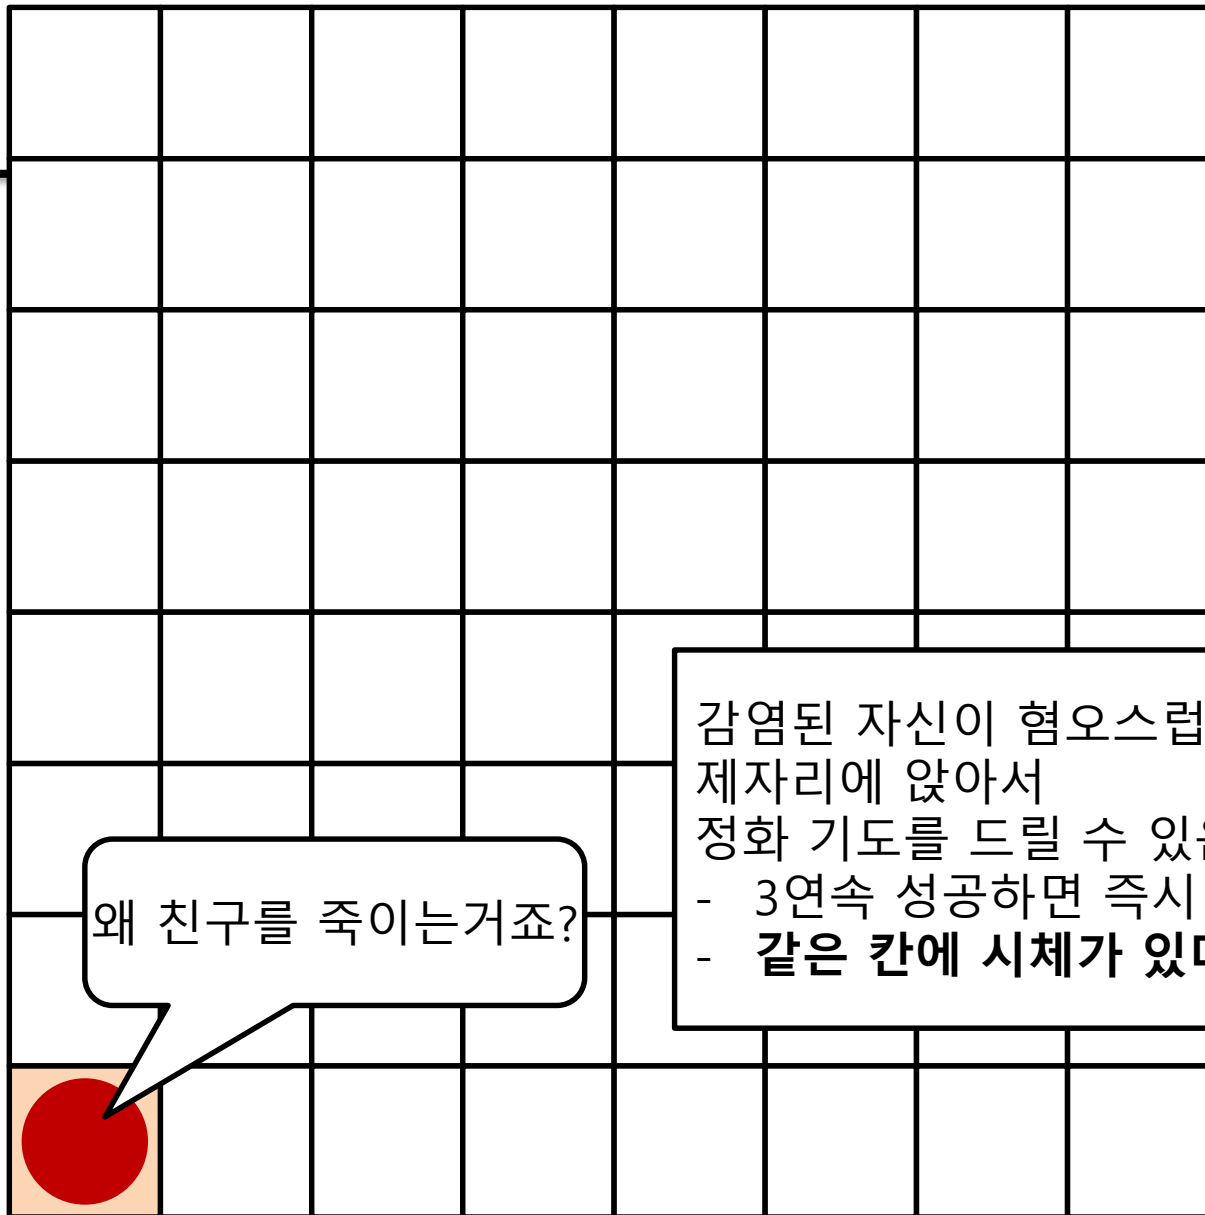 감염된 자신이 혐오스럽
제자리에 앉아서
정화 기도를 드릴 수 있
왜 친구를 죽이는거죠?
- 3연속 성공하면 즉시
- 같은 칸에 시체가 있